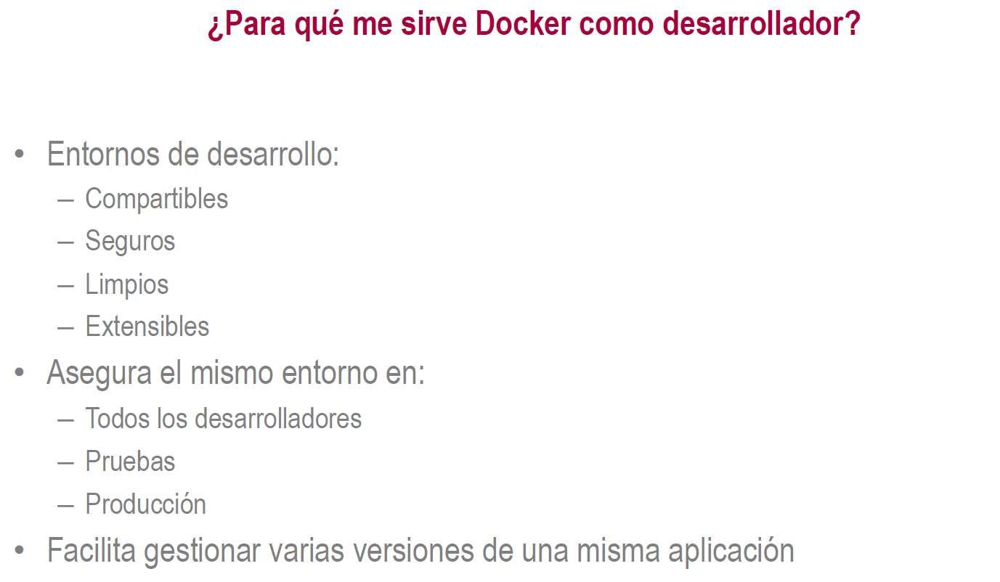 ¿Para qué me sirve Docker como desarrollador?
• Entornos de desarrollo:
– Compartibles
– Seguros
– Limpios
– Extensibles
• Asegura el mismo entorno en:
– Todos los desarrolladores
– Pruebas
– Producción
• Facilita gestionar varias versiones de una misma aplicación